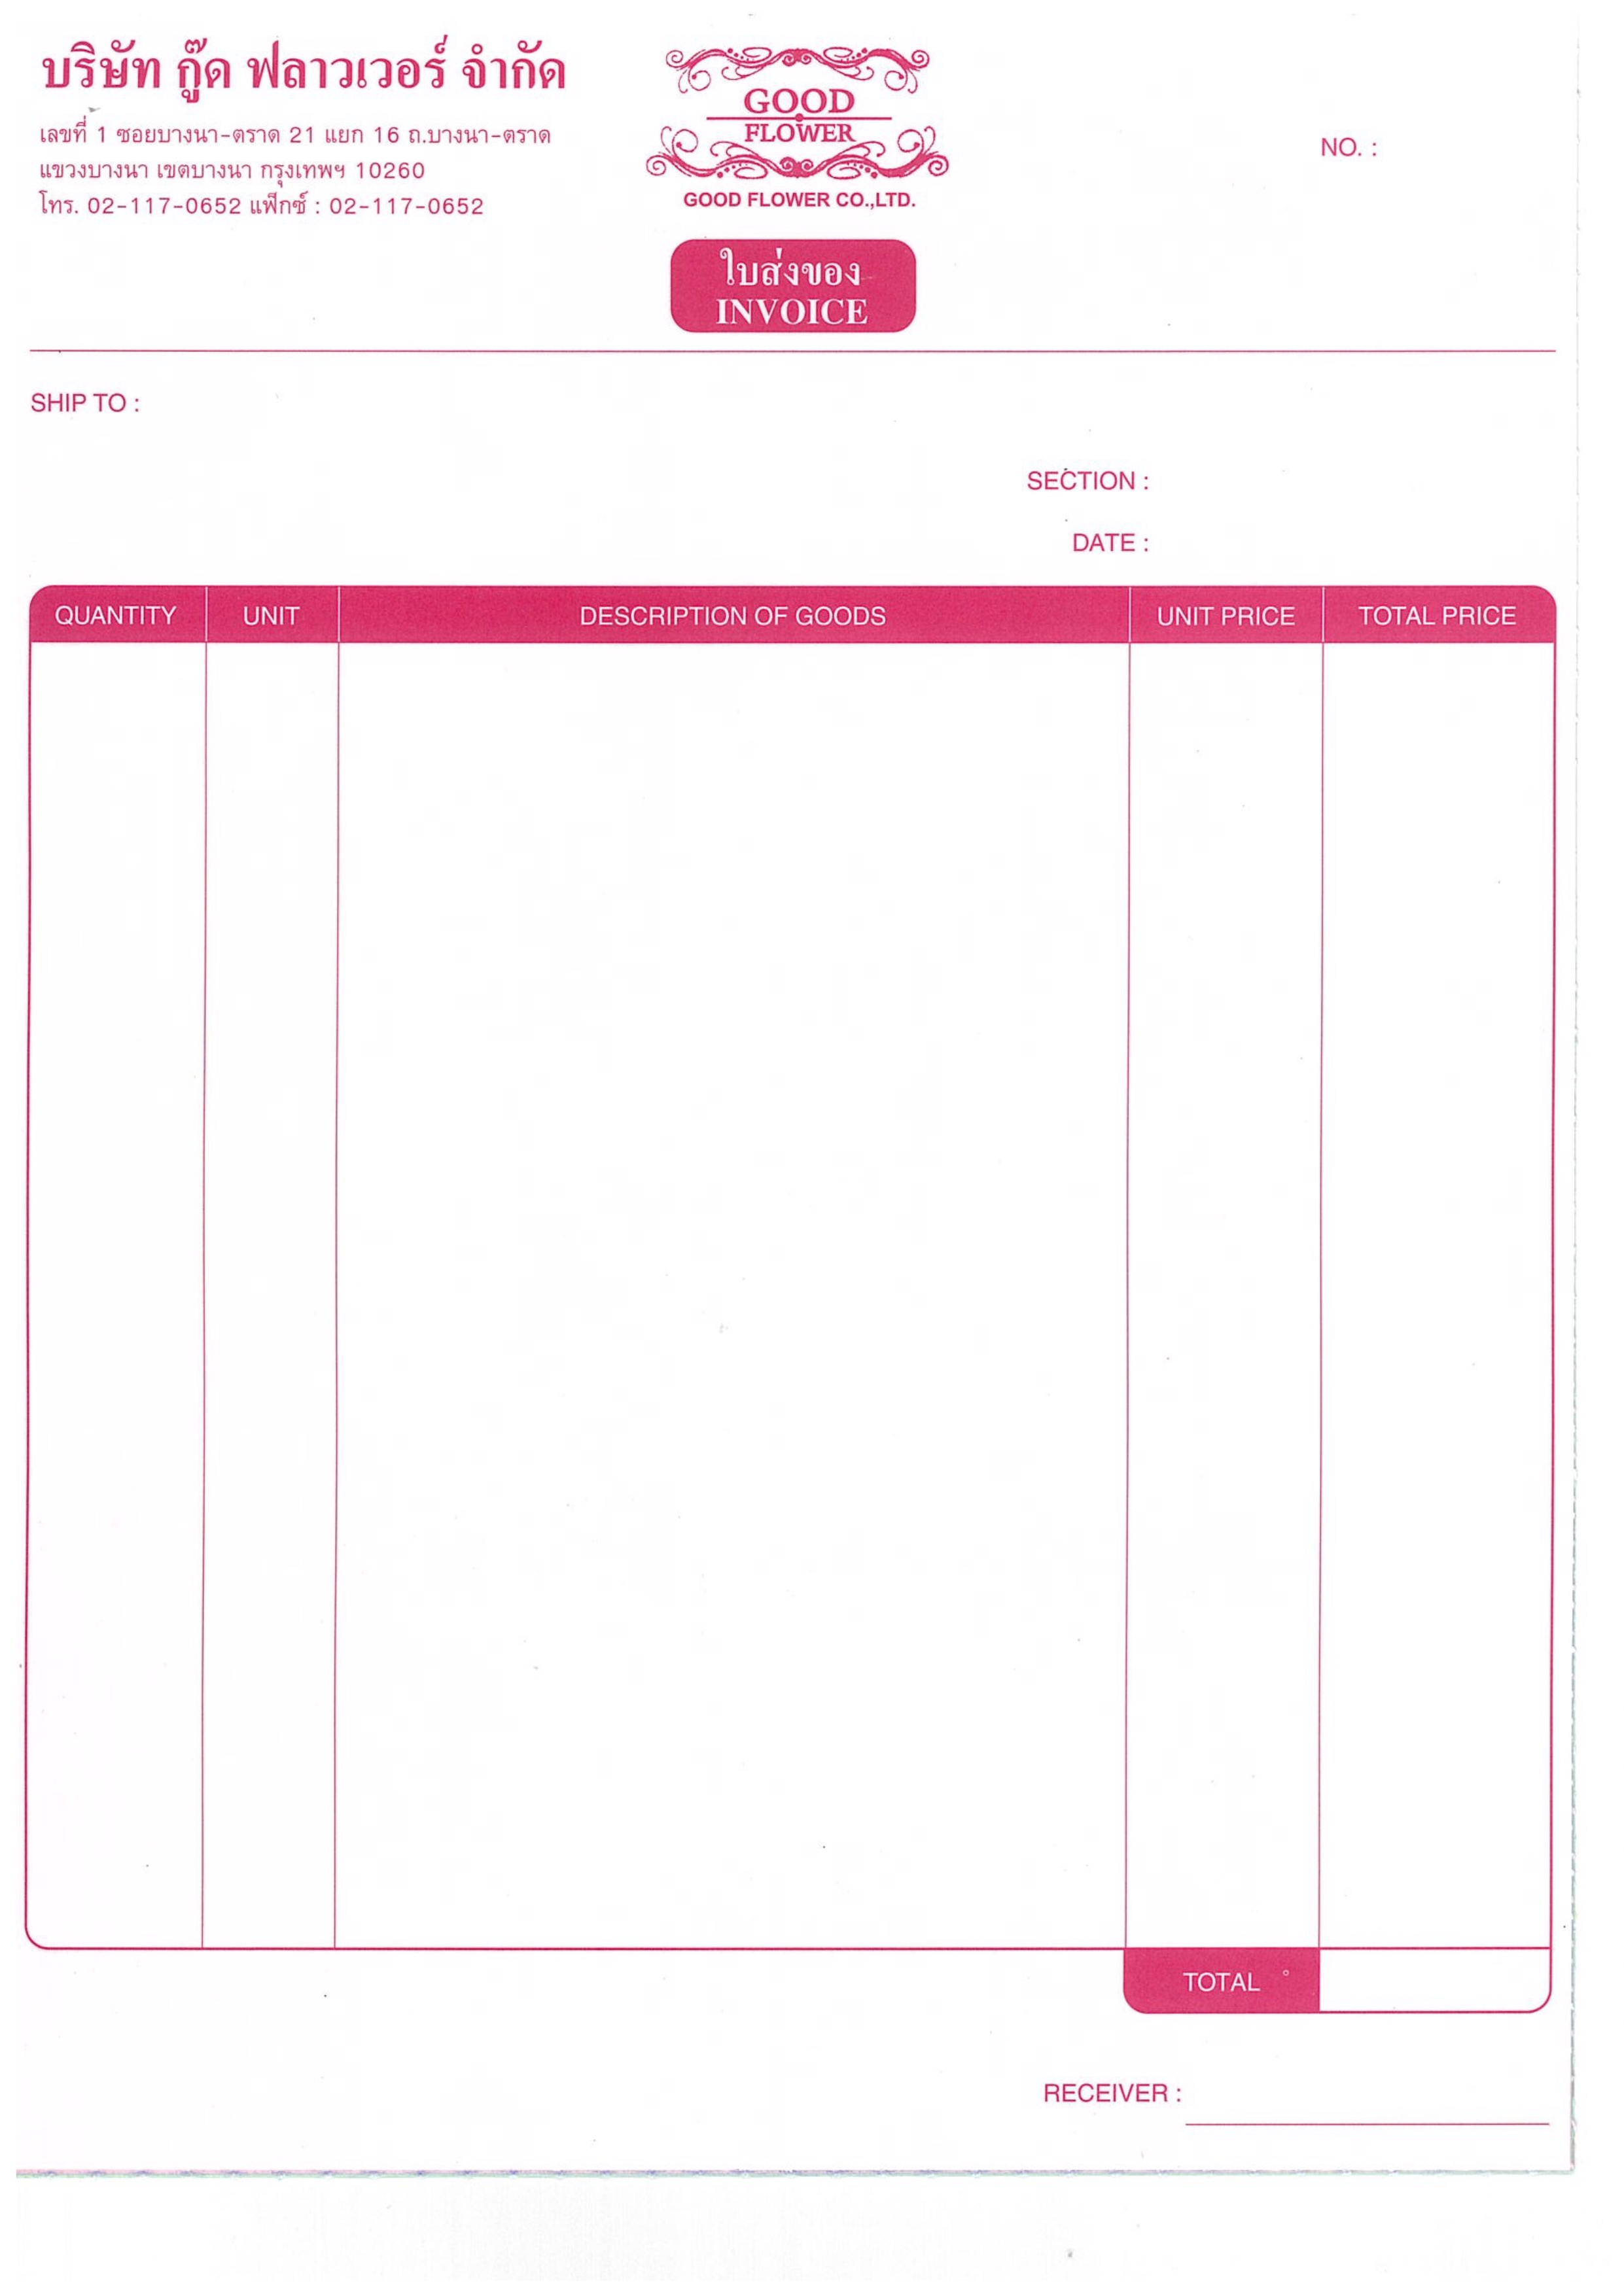 บริษัท กู๊ด ฟลาวเวอร์ จำกัด
เลขที่ 1 ซอยบางนา-ตราด 21 แยก 16 ถ.บางนา-ตราด
แขวงบางนา เขตบางนา กรุงเทพฯ 10260
โทร. 02-117-0652 แฟ็กซ์ : 02-117-0652
GOOD
FLOWER
GOOD FLOWER CO.,LTD.
NO. :
ใบส่งของ
INVOICE
SHIP TO :
SECTION :
DATE :
QUANTITY UNIT DESCRIPTION OF GOODS UNIT PRICE TOTAL PRICE
TOTAL
RECEIVER :